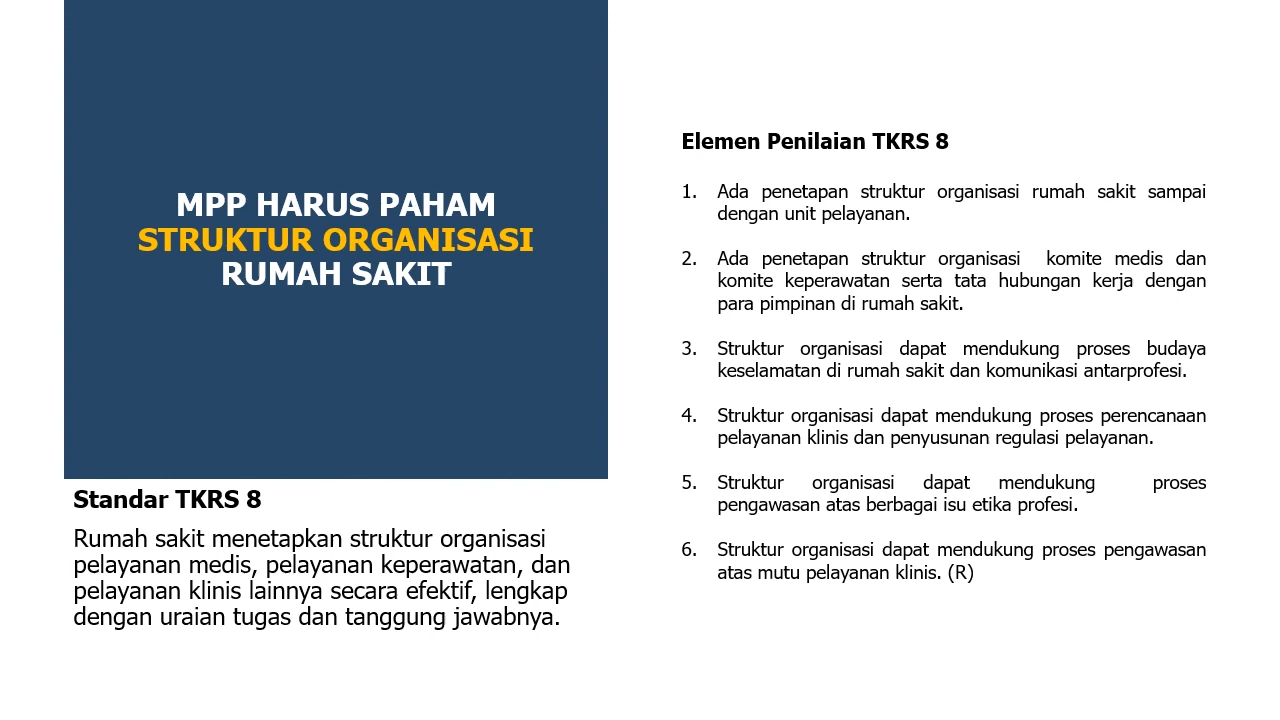 MPP HARUS PAHAM
STRUKTUR ORGANISASI
RUMAH SAKIT
Standar TKRS 8
Rumah sakit menetapkan struktur organisasi
pelayanan medis, pelayanan keperawatan, dan
pelayanan klinis lainnya secara efektif, lengkap
dengan uraian tugas dan tanggung jawabnya.
Elemen Penilaian TKRS 8
1. Ada penetapan struktur organisasi rumah sakit sampai
dengan unit pelayanan.
2. Ada penetapan struktur organisasi komite medis dan
komite keperawatan serta tata hubungan kerja dengan
para pimpinan di rumah sakit.
3. Struktur organisasi dapat mendukung proses budaya
keselamatan di rumah sakit dan komunikasi antarprofesi.
4. Struktur organisasi dapat mendukung proses perencanaan
pelayanan klinis dan penyusunan regulasi pelayanan.
5. Struktur organisasi dapat mendukung proses
pengawasan atas berbagai isu etika profesi.
6. Struktur organisasi dapat mendukung proses pengawasan
atas mutu pelayanan klinis. (R)